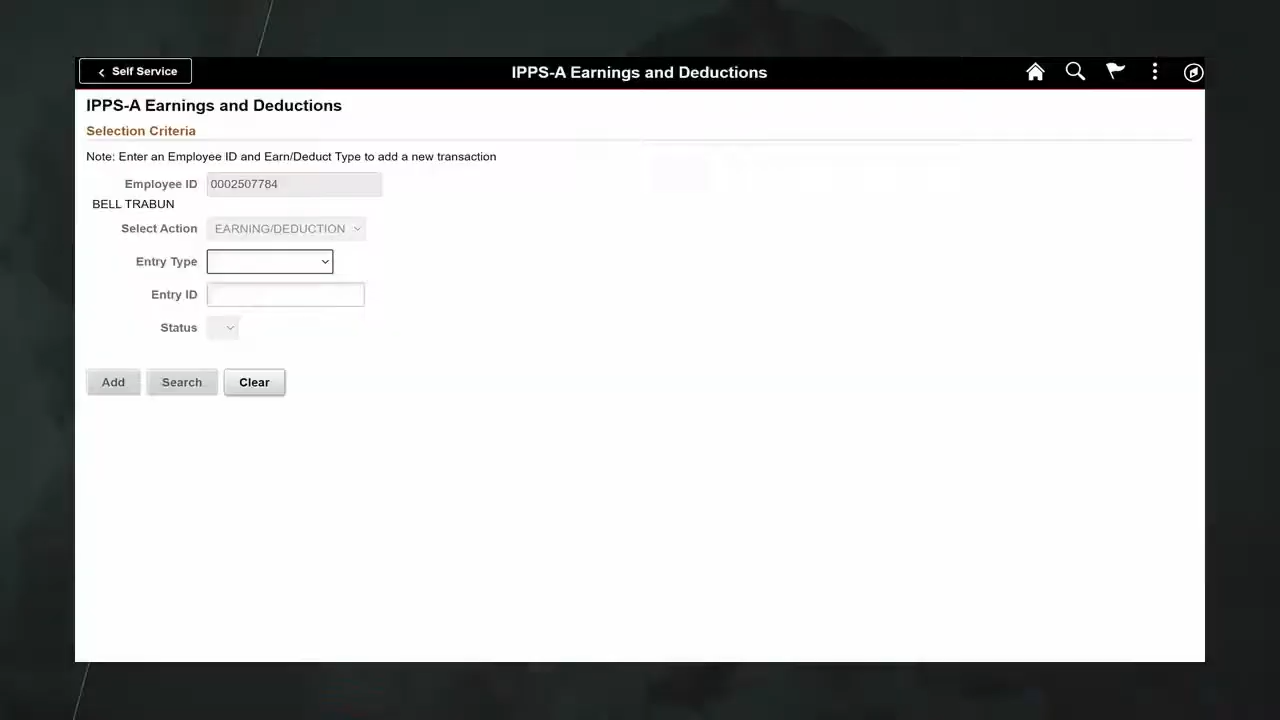 Self Service
IPPS-A Earnings and Deductions
IPPS-A Earnings and Deductions
Selection Criteria
Note: Enter an Employee ID and Earn/Deduct Type to add a new transaction
Employee ID 0002507784
BELL TRABUN
Select Action EARNING/DEDUCTION
Entry Type
Entry ID
Status
Add Search Clear